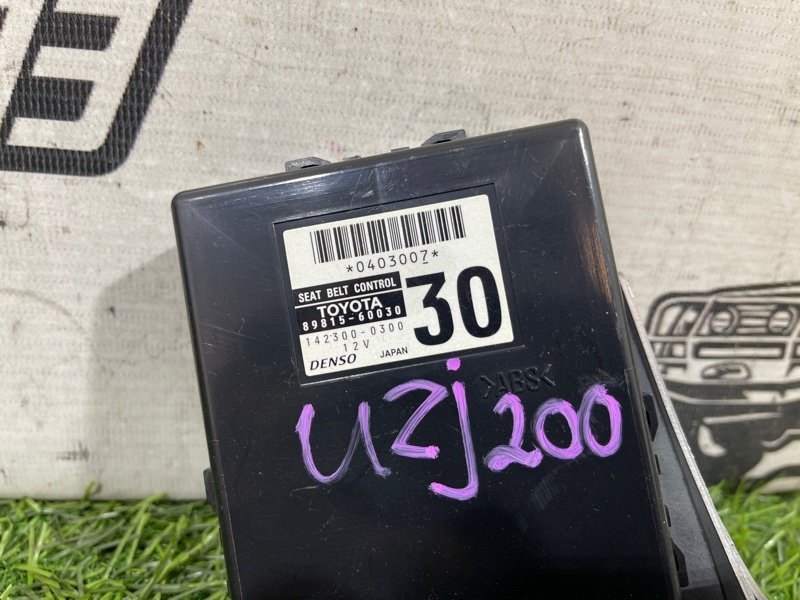 *0403007*
SEAT BELT CONTROL
TOYOTA
89815-60030
30
142300-0300
12V
DENSO JAPAN
>ABS<
UZj200